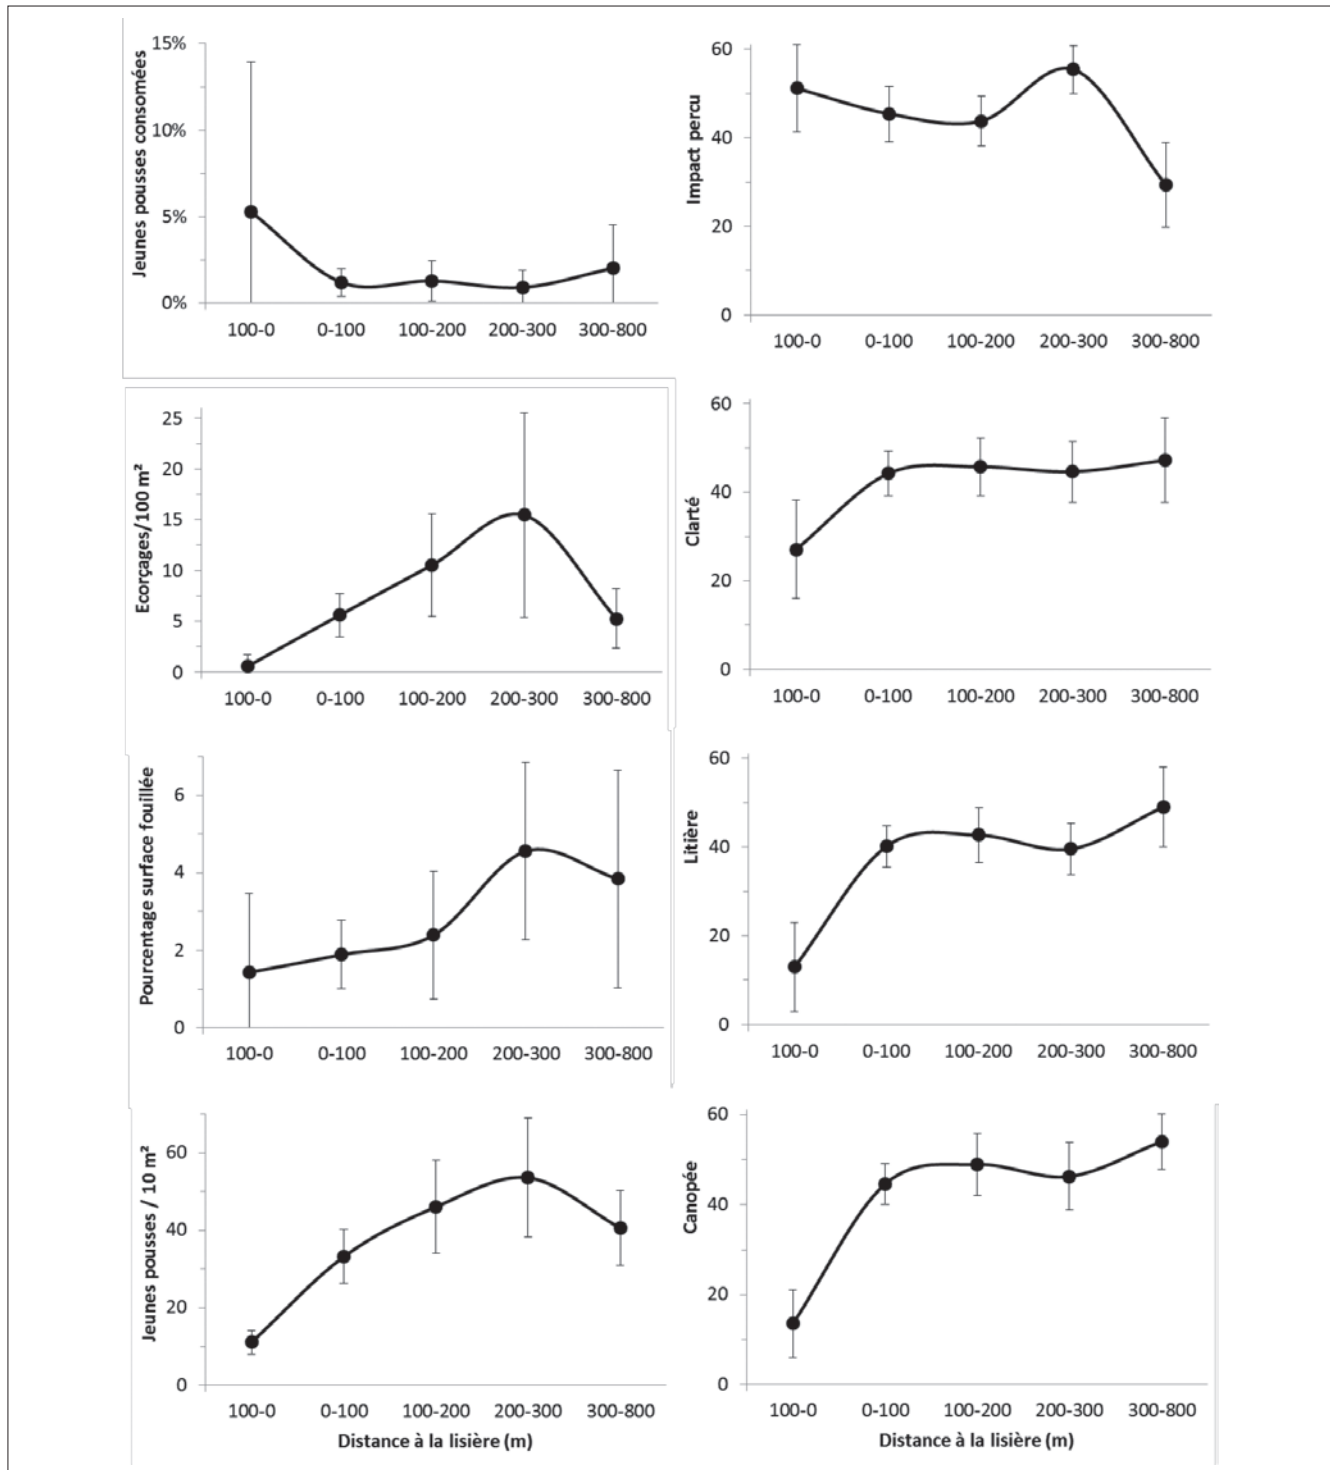 Jeunes pousses consomées
15%
10%
5%
0%
100-0 0-100 100-200 200-300 300-800
Impact percu
60
40
20
0
100-0 0-100 100-200 200-300 300-800
Ecorçages/100 m²
25
20
15
10
5
0
100-0 0-100 100-200 200-300 300-800
Clarté
60
40
20
0
100-0 0-100 100-200 200-300 300-800
Pourcentage surface fouillée
6
4
2
0
100-0 0-100 100-200 200-300 300-800
Litière
60
40
20
0
100-0 0-100 100-200 200-300 300-800
Jeunes pousses / 10 m²
60
40
20
0
100-0 0-100 100-200 200-300 300-800
Distance à la lisière (m)
Canopée
60
40
20
0
100-0 0-100 100-200 200-300 300-800
Distance à la lisière (m)